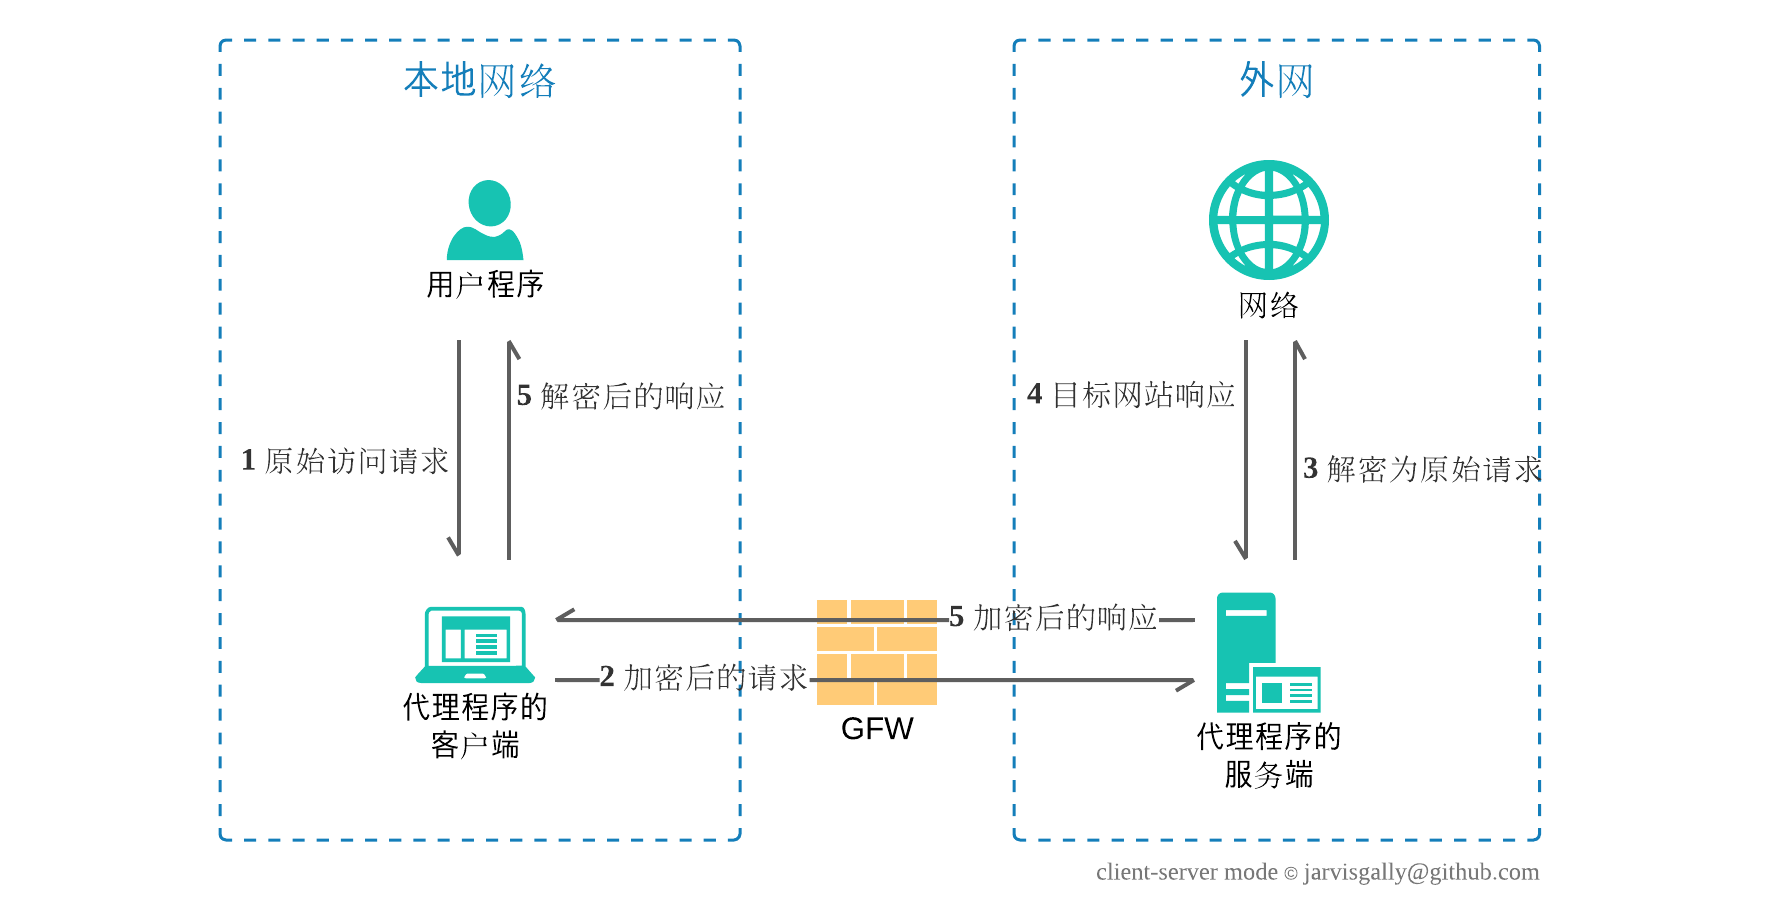 本地网络
外网
用户程序
网络
5 解密后的响应
4 目标网站响应
1 原始访问请求
3 解密为原始请求
5 加密后的响应
2 加密后的请求
代理程序的
客户端
GFW
代理程序的
服务端
client-server mode © jarvisgally@github.com